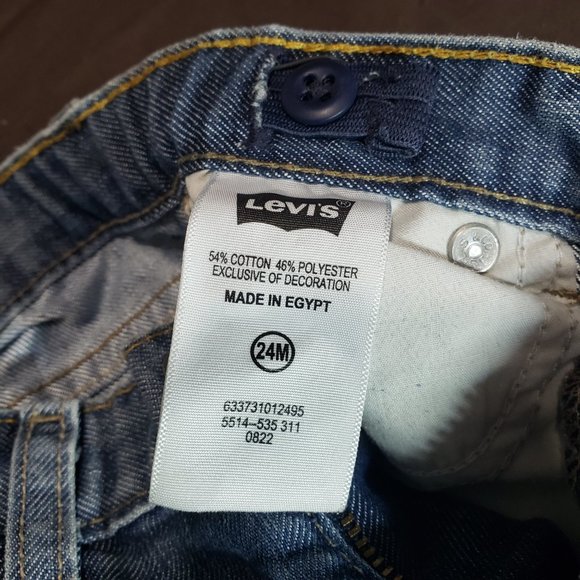 Levi's®
54% COTTON 46% POLYESTER
EXCLUSIVE OF DECORATION
MADE IN EGYPT
24M
633731012495
5514–535 311
0822